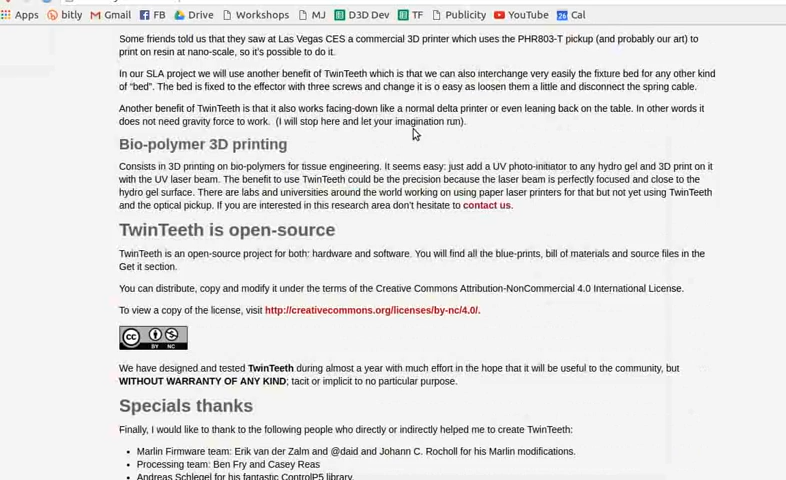 Apps bitly Gmail FB Drive Workshops MJ D3D Dev TF Publicity YouTube 26 Cal
Some friends told us that they saw at Las Vegas CES a commercial 3D printer which uses the PHR803-T pickup (and probably our art) to
print on resin at nano-scale, so it's possible to do it.
In our SLA project we will use another benefit of TwinTeeth which is that we can also interchange very easily the fixture bed for any other kind
of “bed”. The bed is fixed to the effector with three screws and change it is o easy as loosen them a little and disconnect the spring cable.
Another benefit of TwinTeeth is that it also works facing-down like a normal delta printer or even leaning back on the table. In other words it
does not need gravity force to work. (I will stop here and let your imagination run).
Bio-polymer 3D printing
Consists in 3D printing on bio-polymers for tissue engineering. It seems easy: just add a UV photo-initiator to any hydro gel and 3D print on it
with the UV laser beam. The benefit to use TwinTeeth could be the precision because the laser beam is perfectly focused and close to the
hydro gel surface. There are labs and universities around the world working on using paper laser printers for that but not yet using TwinTeeth
and the optical pickup. If you are interested in this research area don't hesitate to contact us.
TwinTeeth is open-source
TwinTeeth is an open-source project for both: hardware and software. You will find all the blue-prints, bill of materials and source files in the
Get it section.
You can distribute, copy and modify it under the terms of the Creative Commons Attribution-NonCommercial 4.0 International License.
To view a copy of the license, visit http://creativecommons.org/licenses/by-nc/4.0/.
cc BY NC
We have designed and tested TwinTeeth during almost a year with much effort in the hope that it will be useful to the community, but
WITHOUT WARRANTY OF ANY KIND; tacit or implicit to no particular purpose.
Specials thanks
Finally, I would like to thank to the following people who directly or indirectly helped me to create TwinTeeth:
• Marlin Firmware team: Erik van der Zalm and @daid and Johann C. Rocholl for his Marlin modifications.
• Processing team: Ben Fry and Casey Reas
• Andreas Schlegel for his fantastic ControlP5 library.